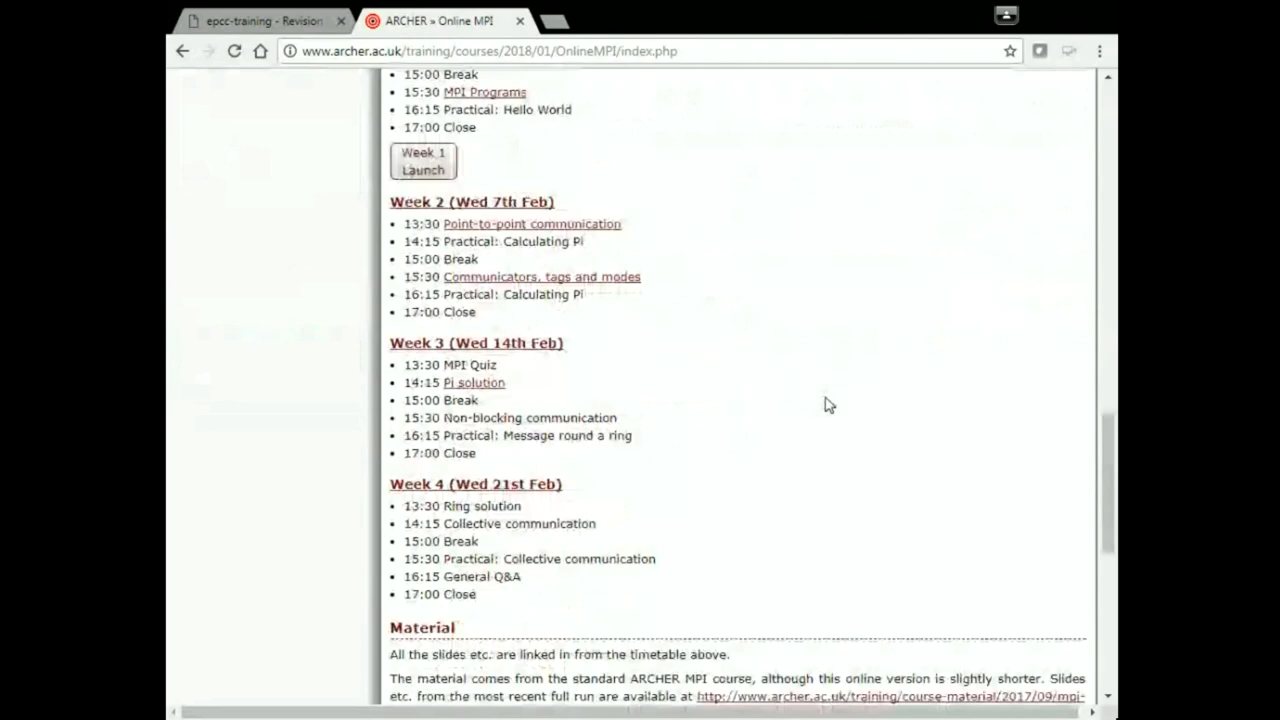 epcc-training - Revision
ARCHER » Online MPI
www.archer.ac.uk/training/courses/2018/01/OnlineMPI/index.php
• 15:00 Break
• 15:30 MPI Programs
• 16:15 Practical: Hello World
• 17:00 Close
Week 1
Launch
Week 2 (Wed 7th Feb)
• 13:30 Point-to-point communication
• 14:15 Practical: Calculating Pi
• 15:00 Break
• 15:30 Communicators, tags and modes
• 16:15 Practical: Calculating Pi
• 17:00 Close
Week 3 (Wed 14th Feb)
• 13:30 MPI Quiz
• 14:15 Pi solution
• 15:00 Break
• 15:30 Non-blocking communication
• 16:15 Practical: Message round a ring
• 17:00 Close
Week 4 (Wed 21st Feb)
• 13:30 Ring solution
• 14:15 Collective communication
• 15:00 Break
• 15:30 Practical: Collective communication
• 16:15 General Q&A
• 17:00 Close
Material
All the slides etc. are linked in from the timetable above.
The material comes from the standard ARCHER MPI course, although this online version is slightly shorter. Slides
etc. from the most recent full run are available at http://www.archer.ac.uk/training/course-material/2017/09/mpi-